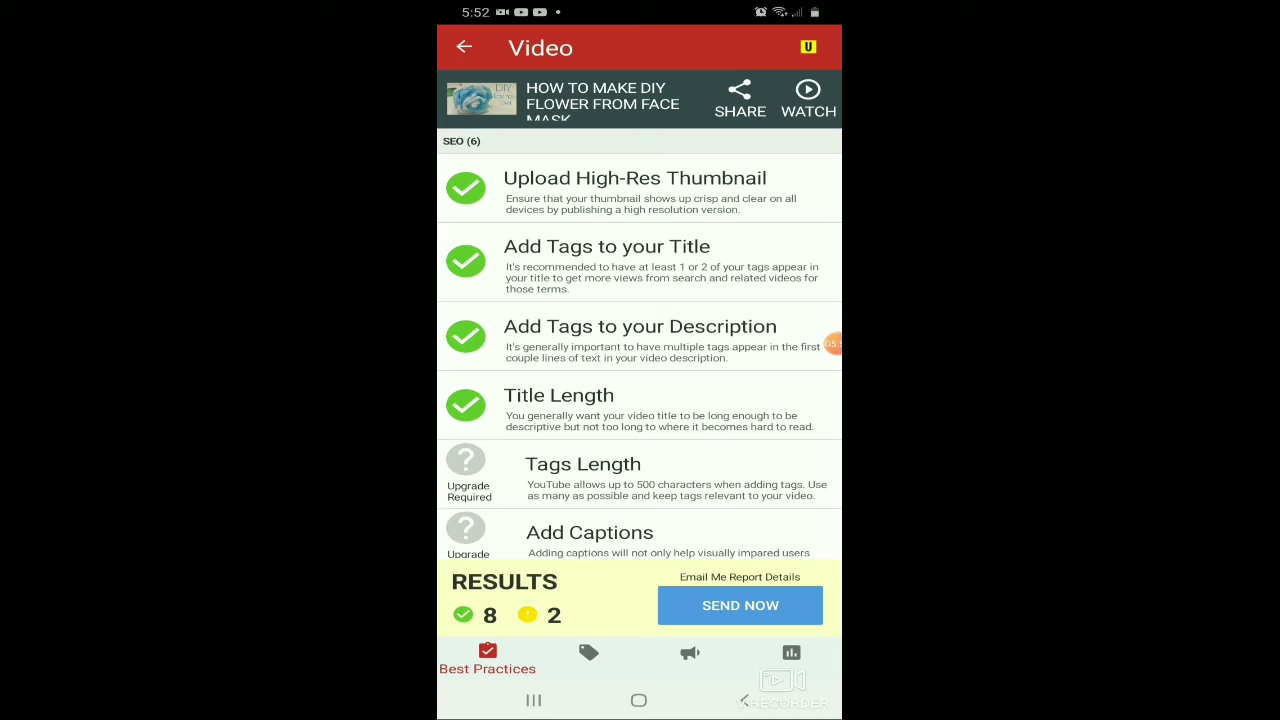 5:52
Video
U
DIY
HOW TO MAKE DIY
FLOWER FROM FACE
MASK
SHARE
WATCH
SEO (6)
Upload High-Res Thumbnail
Ensure that your thumbnail shows up crisp and clear on all
devices by publishing a high resolution version.
Add Tags to your Title
It's recommended to have at least 1 or 2 of your tags appear in
your title to get more views from search and related videos for
those terms.
Add Tags to your Description
It's generally important to have multiple tags appear in the first
couple lines of text in your video description.
05:5
Title Length
You generally want your video title to be long enough to be
descriptive but not too long to where it becomes hard to read.
Upgrade
Required
Tags Length
YouTube allows up to 500 characters when adding tags. Use
as many as possible and keep tags relevant to your video.
Upgrade
Add Captions
Adding captions will not only help visually impared users
RESULTS
8
2
Email Me Report Details
SEND NOW
Best Practices
VRECORDER